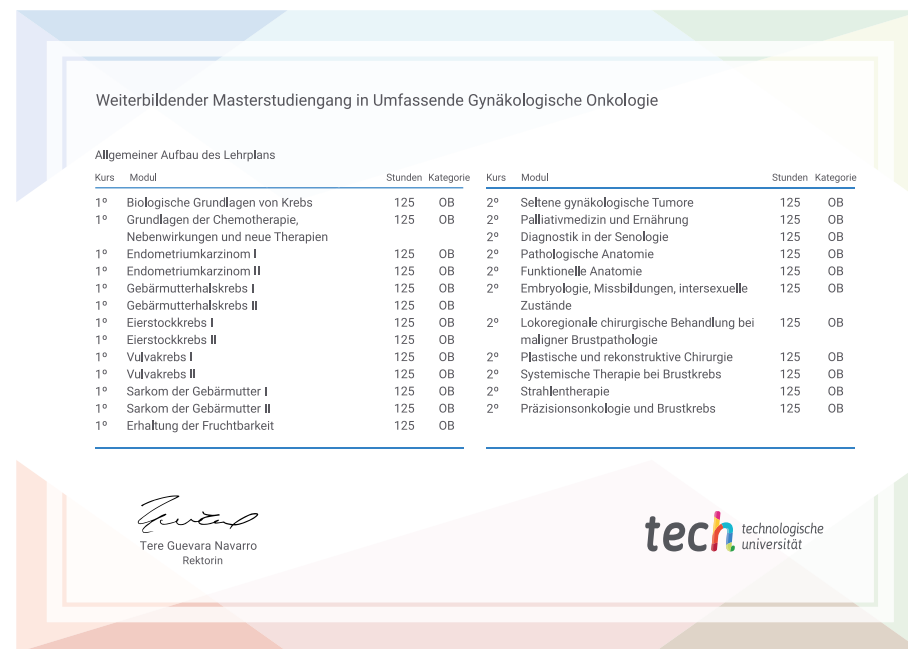 Weiterbildender Masterstudiengang in Umfassende Gynäkologische Onkologie
Allgemeiner Aufbau des Lehrplans
Kurs Modul Stunden Kategorie
1º Biologische Grundlagen von Krebs 125 OB
1º Grundlagen der Chemotherapie, 125 OB
Nebenwirkungen und neue Therapien
1º Endometriumkarzinom I 125 OB
1º Endometriumkarzinom II 125 OB
1º Gebärmutterhalskrebs I 125 OB
1º Gebärmutterhalskrebs II 125 OB
1º Eierstockkrebs I 125 OB
1º Eierstockkrebs II 125 OB
1º Vulvakrebs I 125 OB
1º Vulvakrebs II 125 OB
1º Sarkom der Gebärmutter I 125 OB
1º Sarkom der Gebärmutter II 125 OB
1º Erhaltung der Fruchtbarkeit 125 OB
Kurs Modul Stunden Kategorie
2º Seltene gynäkologische Tumore 125 OB
2º Palliativmedizin und Ernährung 125 OB
2º Diagnostik in der Senologie 125 OB
2º Pathologische Anatomie 125 OB
2º Funktionelle Anatomie 125 OB
2º Embryologie, Missbildungen, intersexuelle 125 OB
Zustände
2º Lokoregionale chirurgische Behandlung bei 125 OB
maligner Brustpathologie
2º Plastische und rekonstruktive Chirurgie 125 OB
2º Systemische Therapie bei Brustkrebs 125 OB
2º Strahlentherapie 125 OB
2º Präzisionsonkologie und Brustkrebs 125 OB
Tere Guevara Navarro
Rektorin
tech technologische
universität